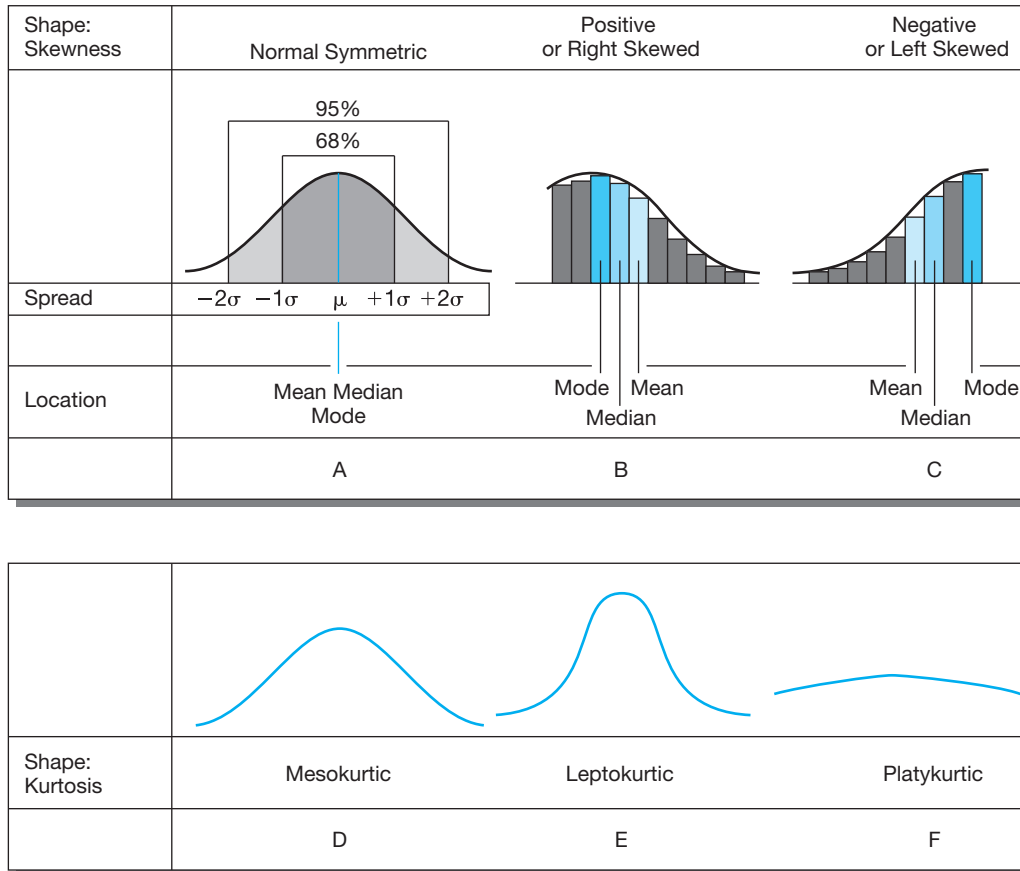 Shape:
Skewness
Normal Symmetric
Positive
or Right Skewed
Negative
or Left Skewed
95%
68%
Spread
−2σ −1σ μ +1σ +2σ
Location
Mean Median
Mode
Mode Mean
Median
Mean Mode
Median
A B C
Shape:
Kurtosis
Mesokurtic
Leptokurtic
Platykurtic
D E F